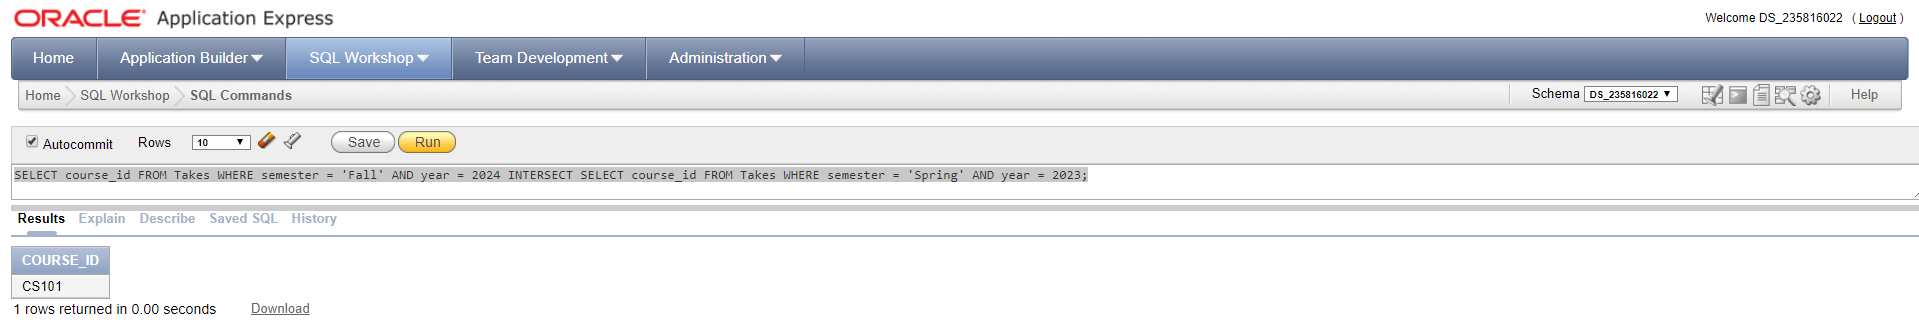 ORACLE Application Express
Welcome DS_235816022 ( Logout )
Home Application Builder SQL Workshop Team Development Administration
Home SQL Workshop SQL Commands Schema DS_235816022 Help
Autocommit Rows 10 Save Run
SELECT course_id FROM Takes WHERE semester = 'Fall' AND year = 2024 INTERSECT SELECT course_id FROM Takes WHERE semester = 'Spring' AND year = 2023;
Results Explain Describe Saved SQL History
COURSE_ID
CS101
1 rows returned in 0.00 seconds Download